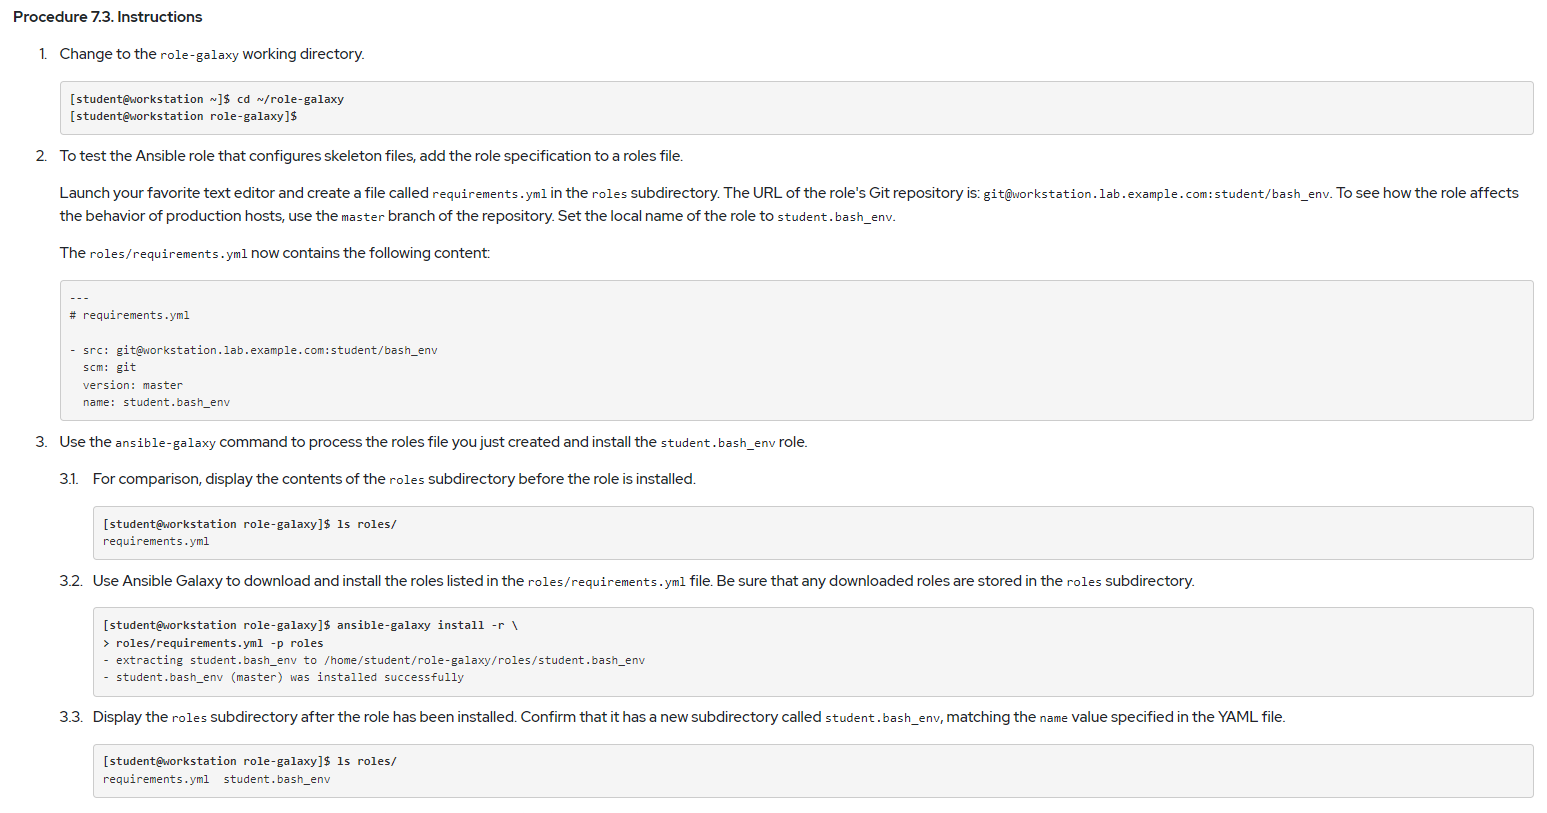 Procedure 7.3. Instructions
1. Change to the role-galaxy working directory.
[student@workstation ~]$ cd ~/role-galaxy
[student@workstation role-galaxy]$
2. To test the Ansible role that configures skeleton files, add the role specification to a roles file.
Launch your favorite text editor and create a file called requirements.yml in the roles subdirectory. The URL of the role's Git repository is: git@workstation.lab.example.com:student/bash_env. To see how the role affects
the behavior of production hosts, use the master branch of the repository. Set the local name of the role to student.bash_env.
The roles/requirements.yml now contains the following content:
---
# requirements.yml
- src: git@workstation.lab.example.com:student/bash_env
  scm: git
  version: master
  name: student.bash_env
3. Use the ansible-galaxy command to process the roles file you just created and install the student.bash_env role.
3.1. For comparison, display the contents of the roles subdirectory before the role is installed.
[student@workstation role-galaxy]$ ls roles/
requirements.yml
3.2. Use Ansible Galaxy to download and install the roles listed in the roles/requirements.yml file. Be sure that any downloaded roles are stored in the roles subdirectory.
[student@workstation role-galaxy]$ ansible-galaxy install -r \
> roles/requirements.yml -p roles
- extracting student.bash_env to /home/student/role-galaxy/roles/student.bash_env
- student.bash_env (master) was installed successfully
3.3. Display the roles subdirectory after the role has been installed. Confirm that it has a new subdirectory called student.bash_env, matching the name value specified in the YAML file.
[student@workstation role-galaxy]$ ls roles/
requirements.yml  student.bash_env